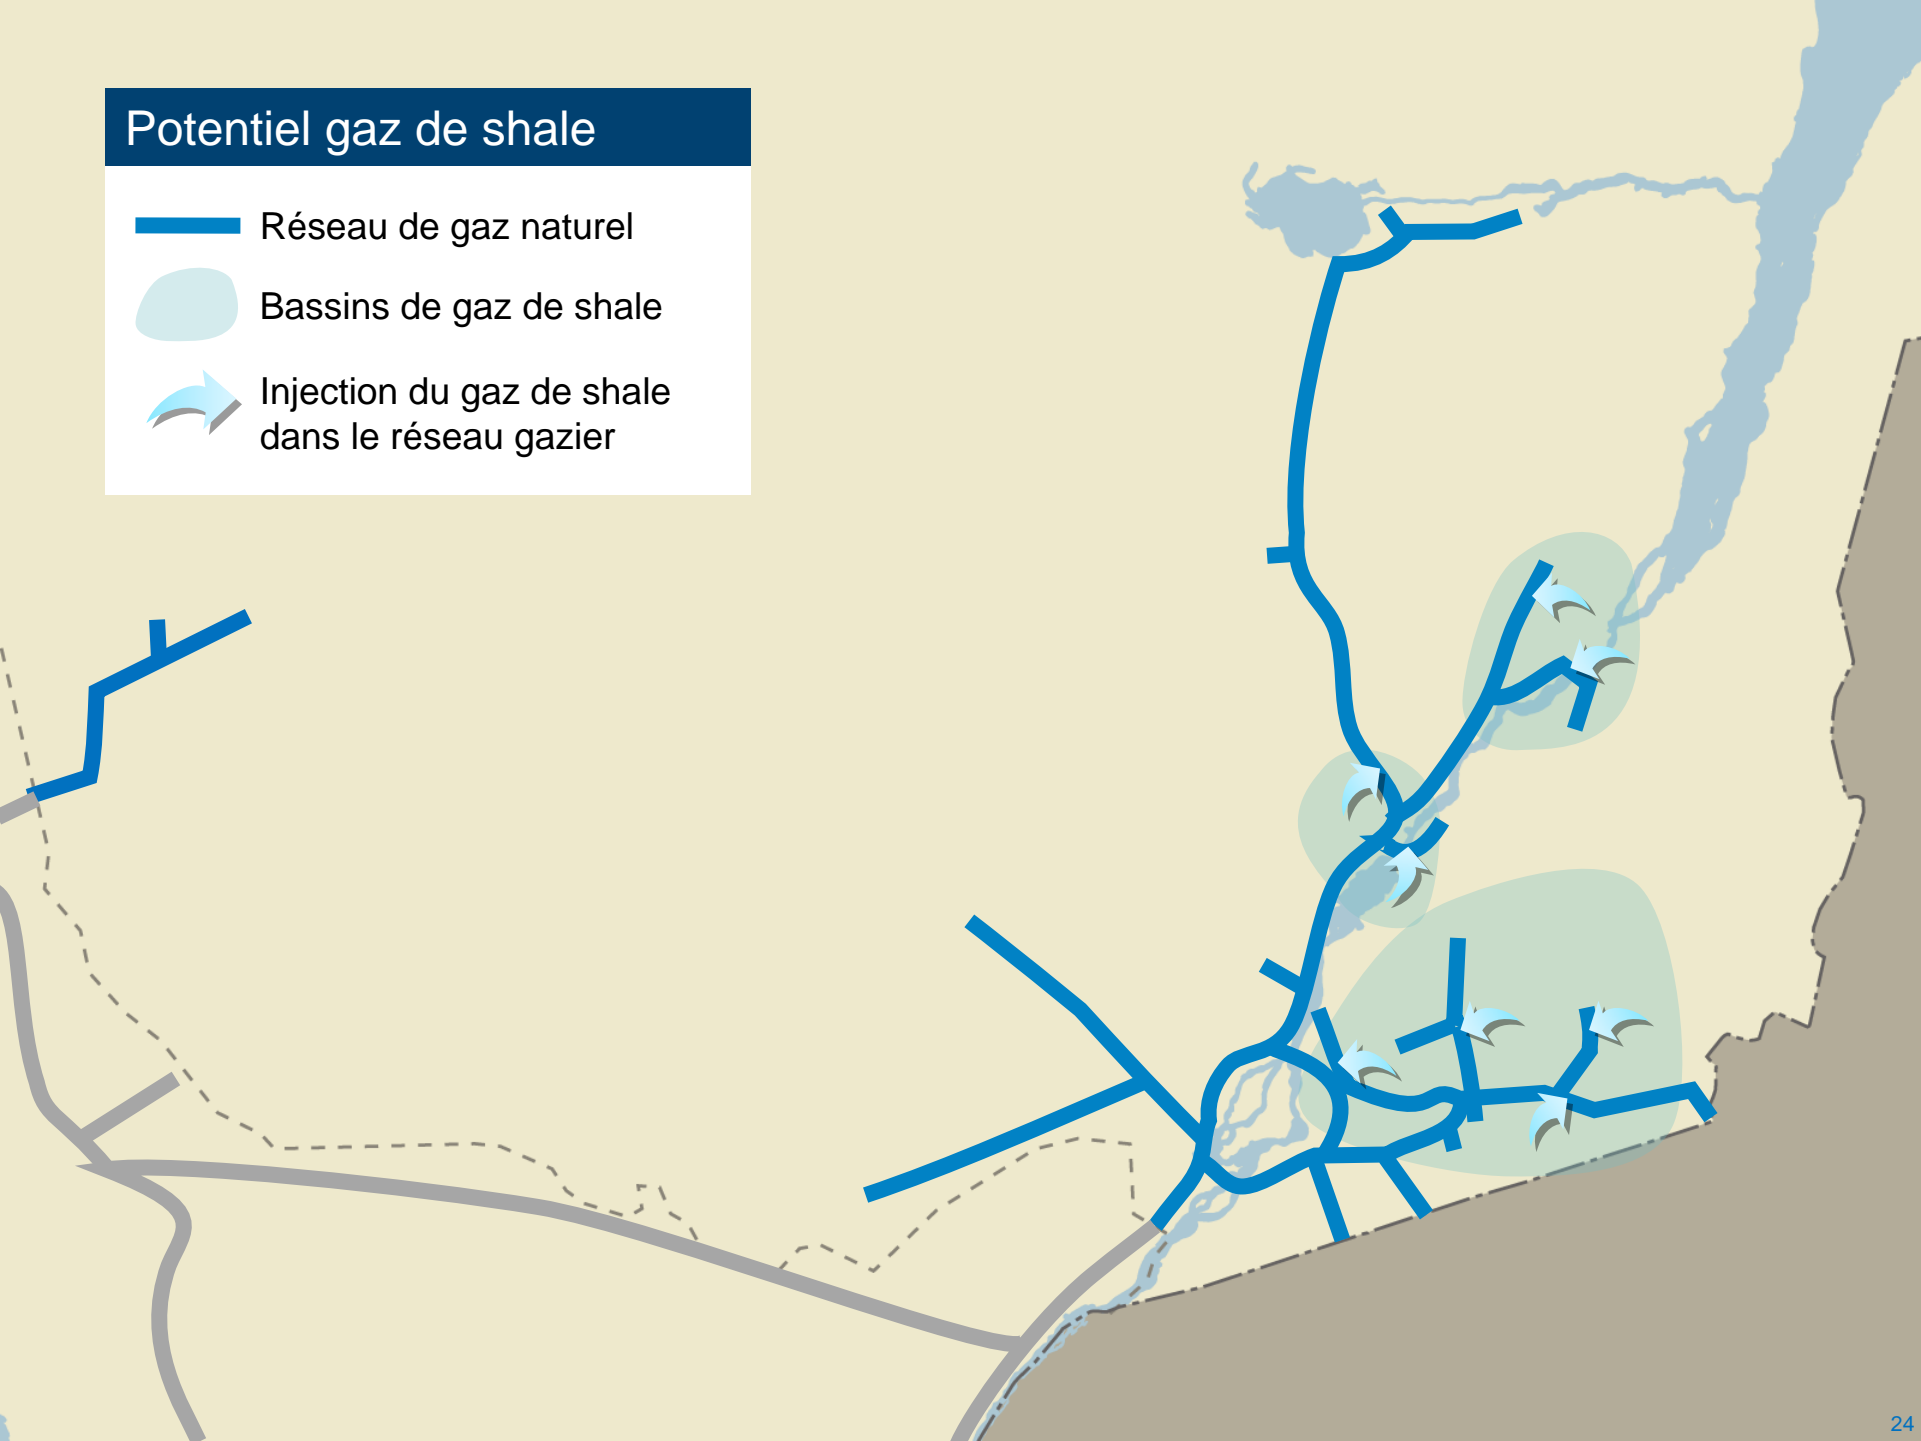 Potentiel gaz de shale
Réseau de gaz naturel
Bassins de gaz de shale
Injection du gaz de shale
dans le réseau gazier
24